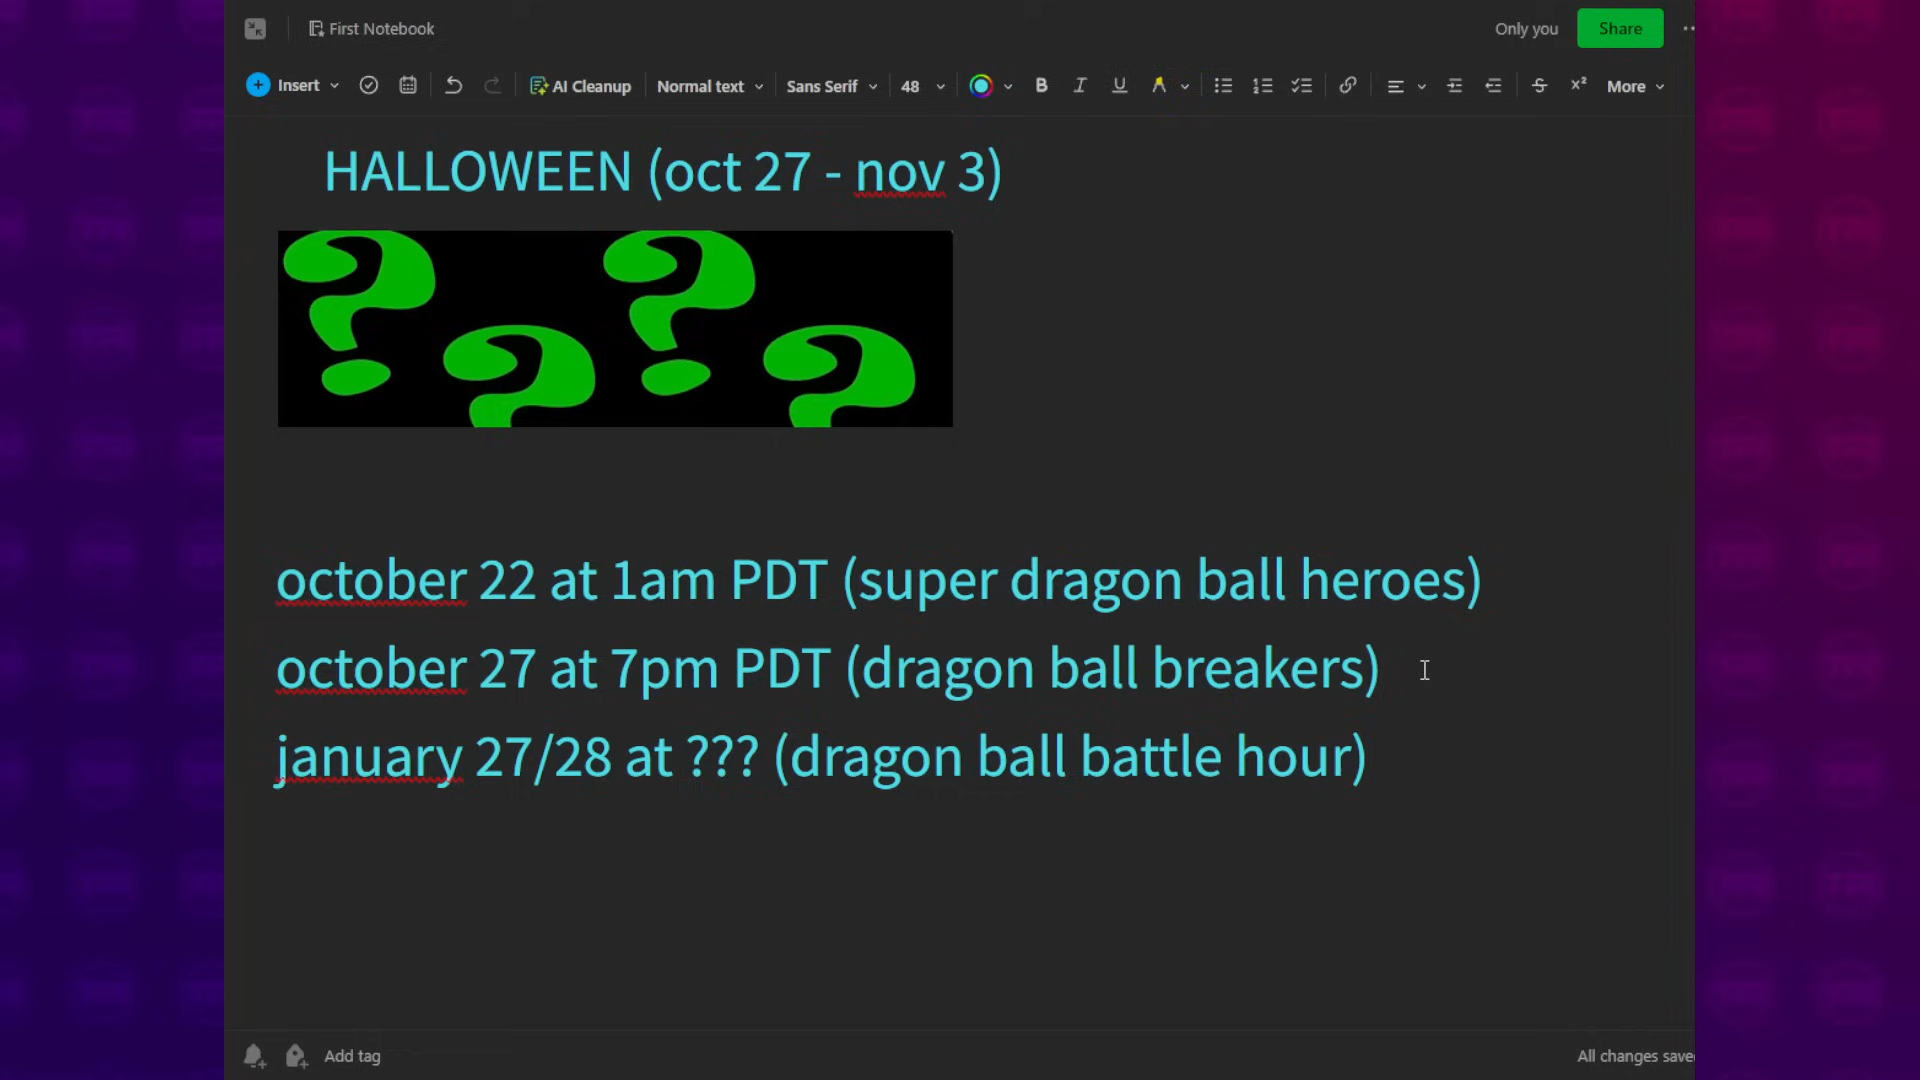 First Notebook
Only you
Share
Insert
AI Cleanup
Normal text
Sans Serif
48
B
I
U
x²
More
HALLOWEEN (oct 27 - nov 3)
? ? ? ?
october 22 at 1am PDT (super dragon ball heroes)
october 27 at 7pm PDT (dragon ball breakers)
january 27/28 at ??? (dragon ball battle hour)
Add tag
All changes save